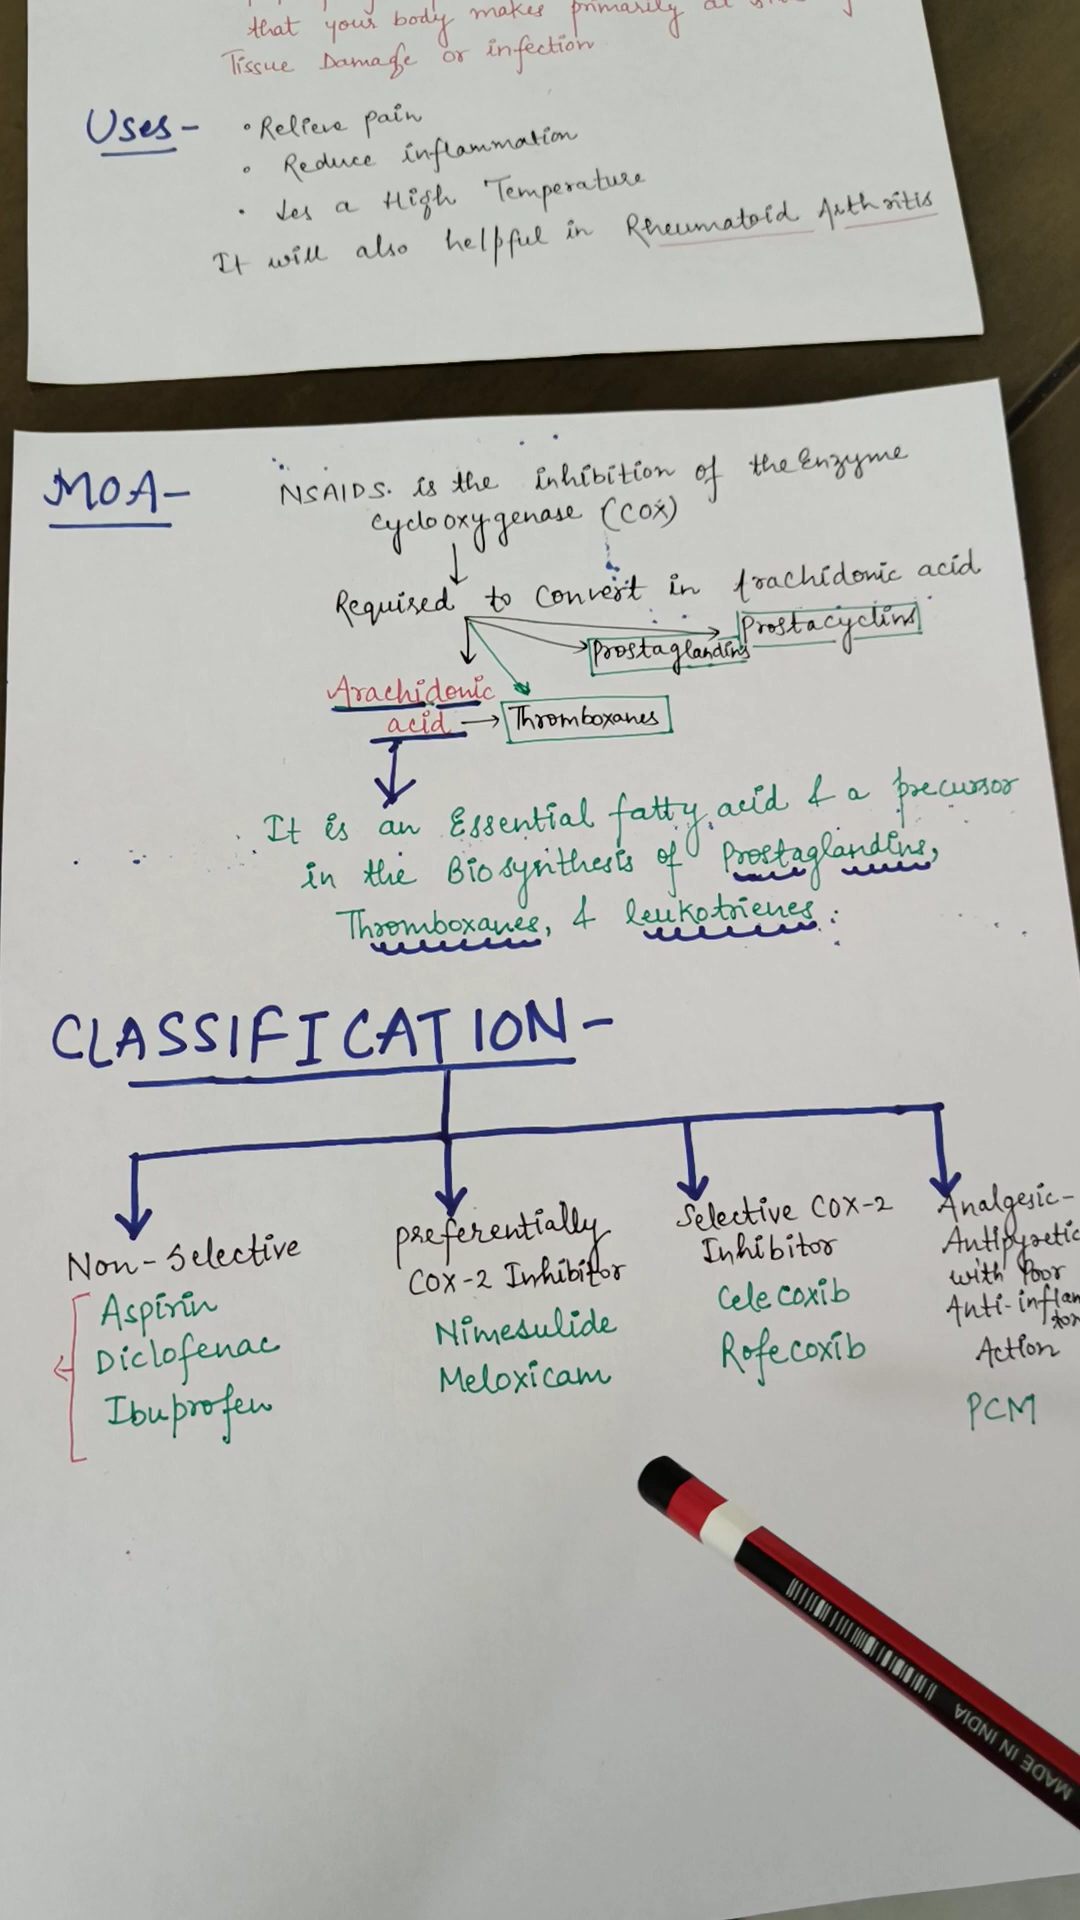 that your body makes primarily at
Tissue Damage or infection
Uses-
• Relieve pain
• Reduce inflammation
• ↓es a High Temperature
It will also helpful in Rheumatoid Arthritis
MOA-
NSAIDS. is the inhibition of the Enzyme
cyclooxygenase (COX)
Required to Convert in Arachidonic acid
Prostacyclins
Prostaglandins
Arachidonic
acid → Thromboxanes
It is an Essential fatty acid & a precursor
in the Biosynthesis of Prostaglandins,
Thromboxanes, & leukotrienes.
CLASSIFICATION-
Non-Selective
Aspirin
Diclofenac
Ibuprofen
Preferentially
COX-2 Inhibitor
Nimesulide
Meloxicam
Selective COX-2
Inhibitor
Celecoxib
Rofecoxib
Analgesic-
Antipyretic
with Poor
Anti-inflam
Action
PCM
MADE IN INDIA